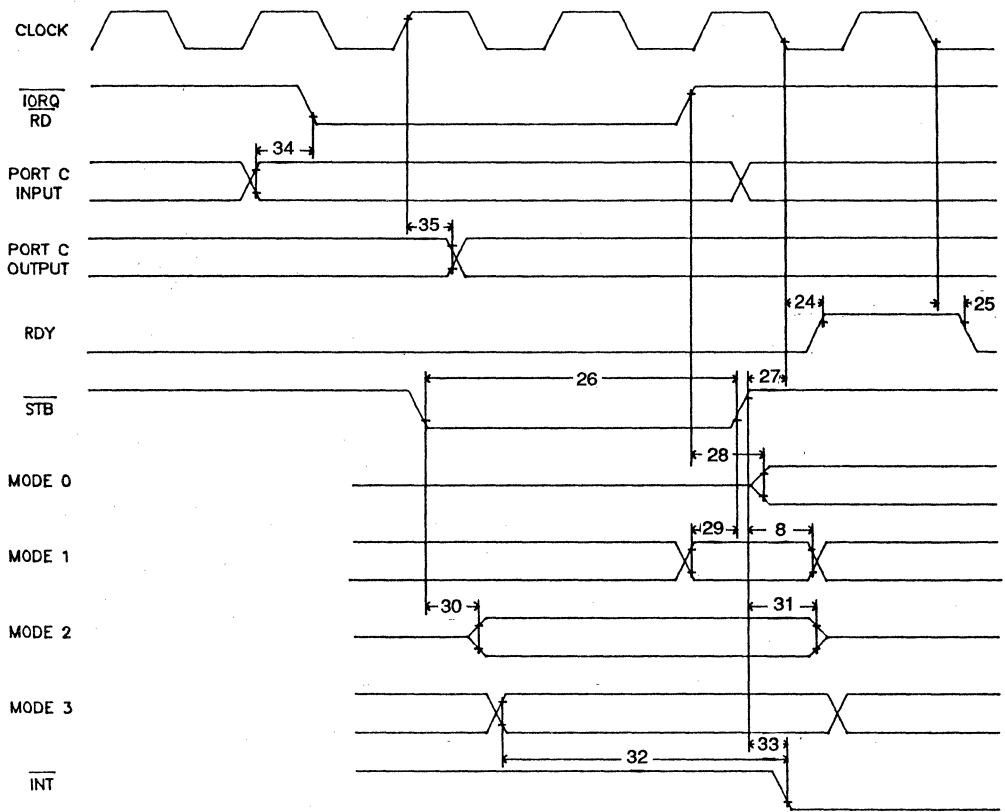 CLOCK
IORQ
RD
34
PORT C
INPUT
35
PORT C
OUTPUT
24
25
RDY
26
27
STB
28
MODE 0
29
8
MODE 1
30
31
MODE 2
MODE 3
33
32
INT